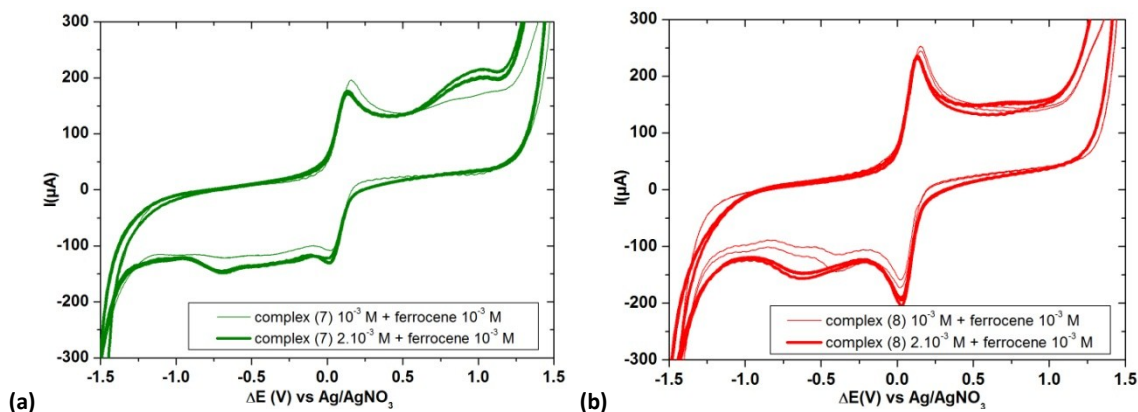 300
200
100
0
-100
-200
-300
I(µA)
complex (7) 10⁻³ M + ferrocene 10⁻³ M
complex (7) 2.10⁻³ M + ferrocene 10⁻³ M
-1.5 -1.0 -0.5 0.0 0.5 1.0 1.5
ΔE (V) vs Ag/AgNO₃
(a)
300
200
100
0
-100
-200
-300
I(µA)
complex (8) 10⁻³ M + ferrocene 10⁻³ M
complex (8) 2.10⁻³ M + ferrocene 10⁻³ M
-1.5 -1.0 -0.5 0.0 0.5 1.0 1.5
ΔE(V) vs Ag/AgNO₃
(b)